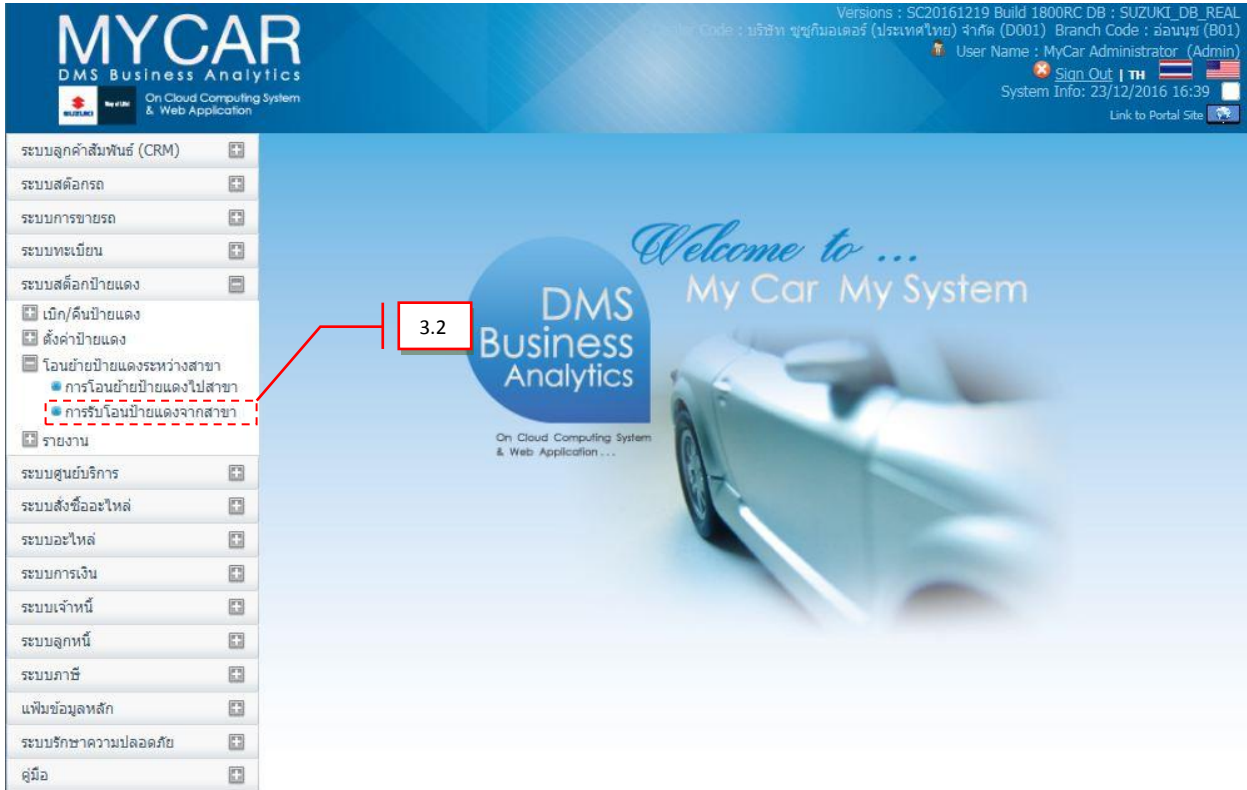 MYCAR
DMS Business Analytics
SUZUKI
Way of Life!
On Cloud Computing System
& Web Application
Versions : SC20161219 Build 1800RC DB : SUZUKI_DB_REAL
Code : บริษัท ซูซูกิมอเตอร์ (ประเทศไทย) จำกัด (D001) Branch Code : อ่อนนุช (B01)
User Name : MyCar Administrator (Admin)
Sign Out | TH
System Info: 23/12/2016 16:39
Link to Portal Site
ระบบลูกค้าสัมพันธ์ (CRM)
ระบบสต๊อกรถ
ระบบการขายรถ
ระบบทะเบียน
ระบบสต็อกป้ายแดง
เบิก/คืนป้ายแดง
ตั้งค่าป้ายแดง
โอนย้ายป้ายแดงระหว่างสาขา
การโอนย้ายป้ายแดงไปสาขา
การรับโอนป้ายแดงจากสาขา
รายงาน
ระบบศูนย์บริการ
ระบบสั่งซื้ออะไหล่
ระบบอะไหล่
ระบบการเงิน
ระบบเจ้าหนี้
ระบบลูกหนี้
ระบบภาษี
แฟ้มข้อมูลหลัก
ระบบรักษาความปลอดภัย
คู่มือ
3.2
Welcome to ...
My Car My System
DMS
Business
Analytics
On Cloud Computing System
& Web Application . . .